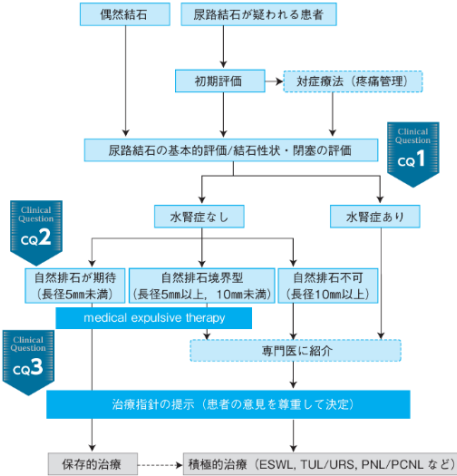 偶然結石
尿路結石が疑われる患者
初期評価
対症療法（疼痛管理）
尿路結石の基本的評価/結石性状・閉塞の評価
Clinical
Question
CQ1
水腎症なし
水腎症あり
Clinical
Question
CQ2
自然排石が期待
（長径5mm未満）
自然排石境界型
（長径5mm以上，10mm未満）
自然排石不可
（長径10mm以上）
medical expulsive therapy
専門医に紹介
Clinical
Question
CQ3
治療指針の提示（患者の意見を尊重して決定）
保存的治療
積極的治療（ESWL, TUL/URS, PNL/PCNL など）